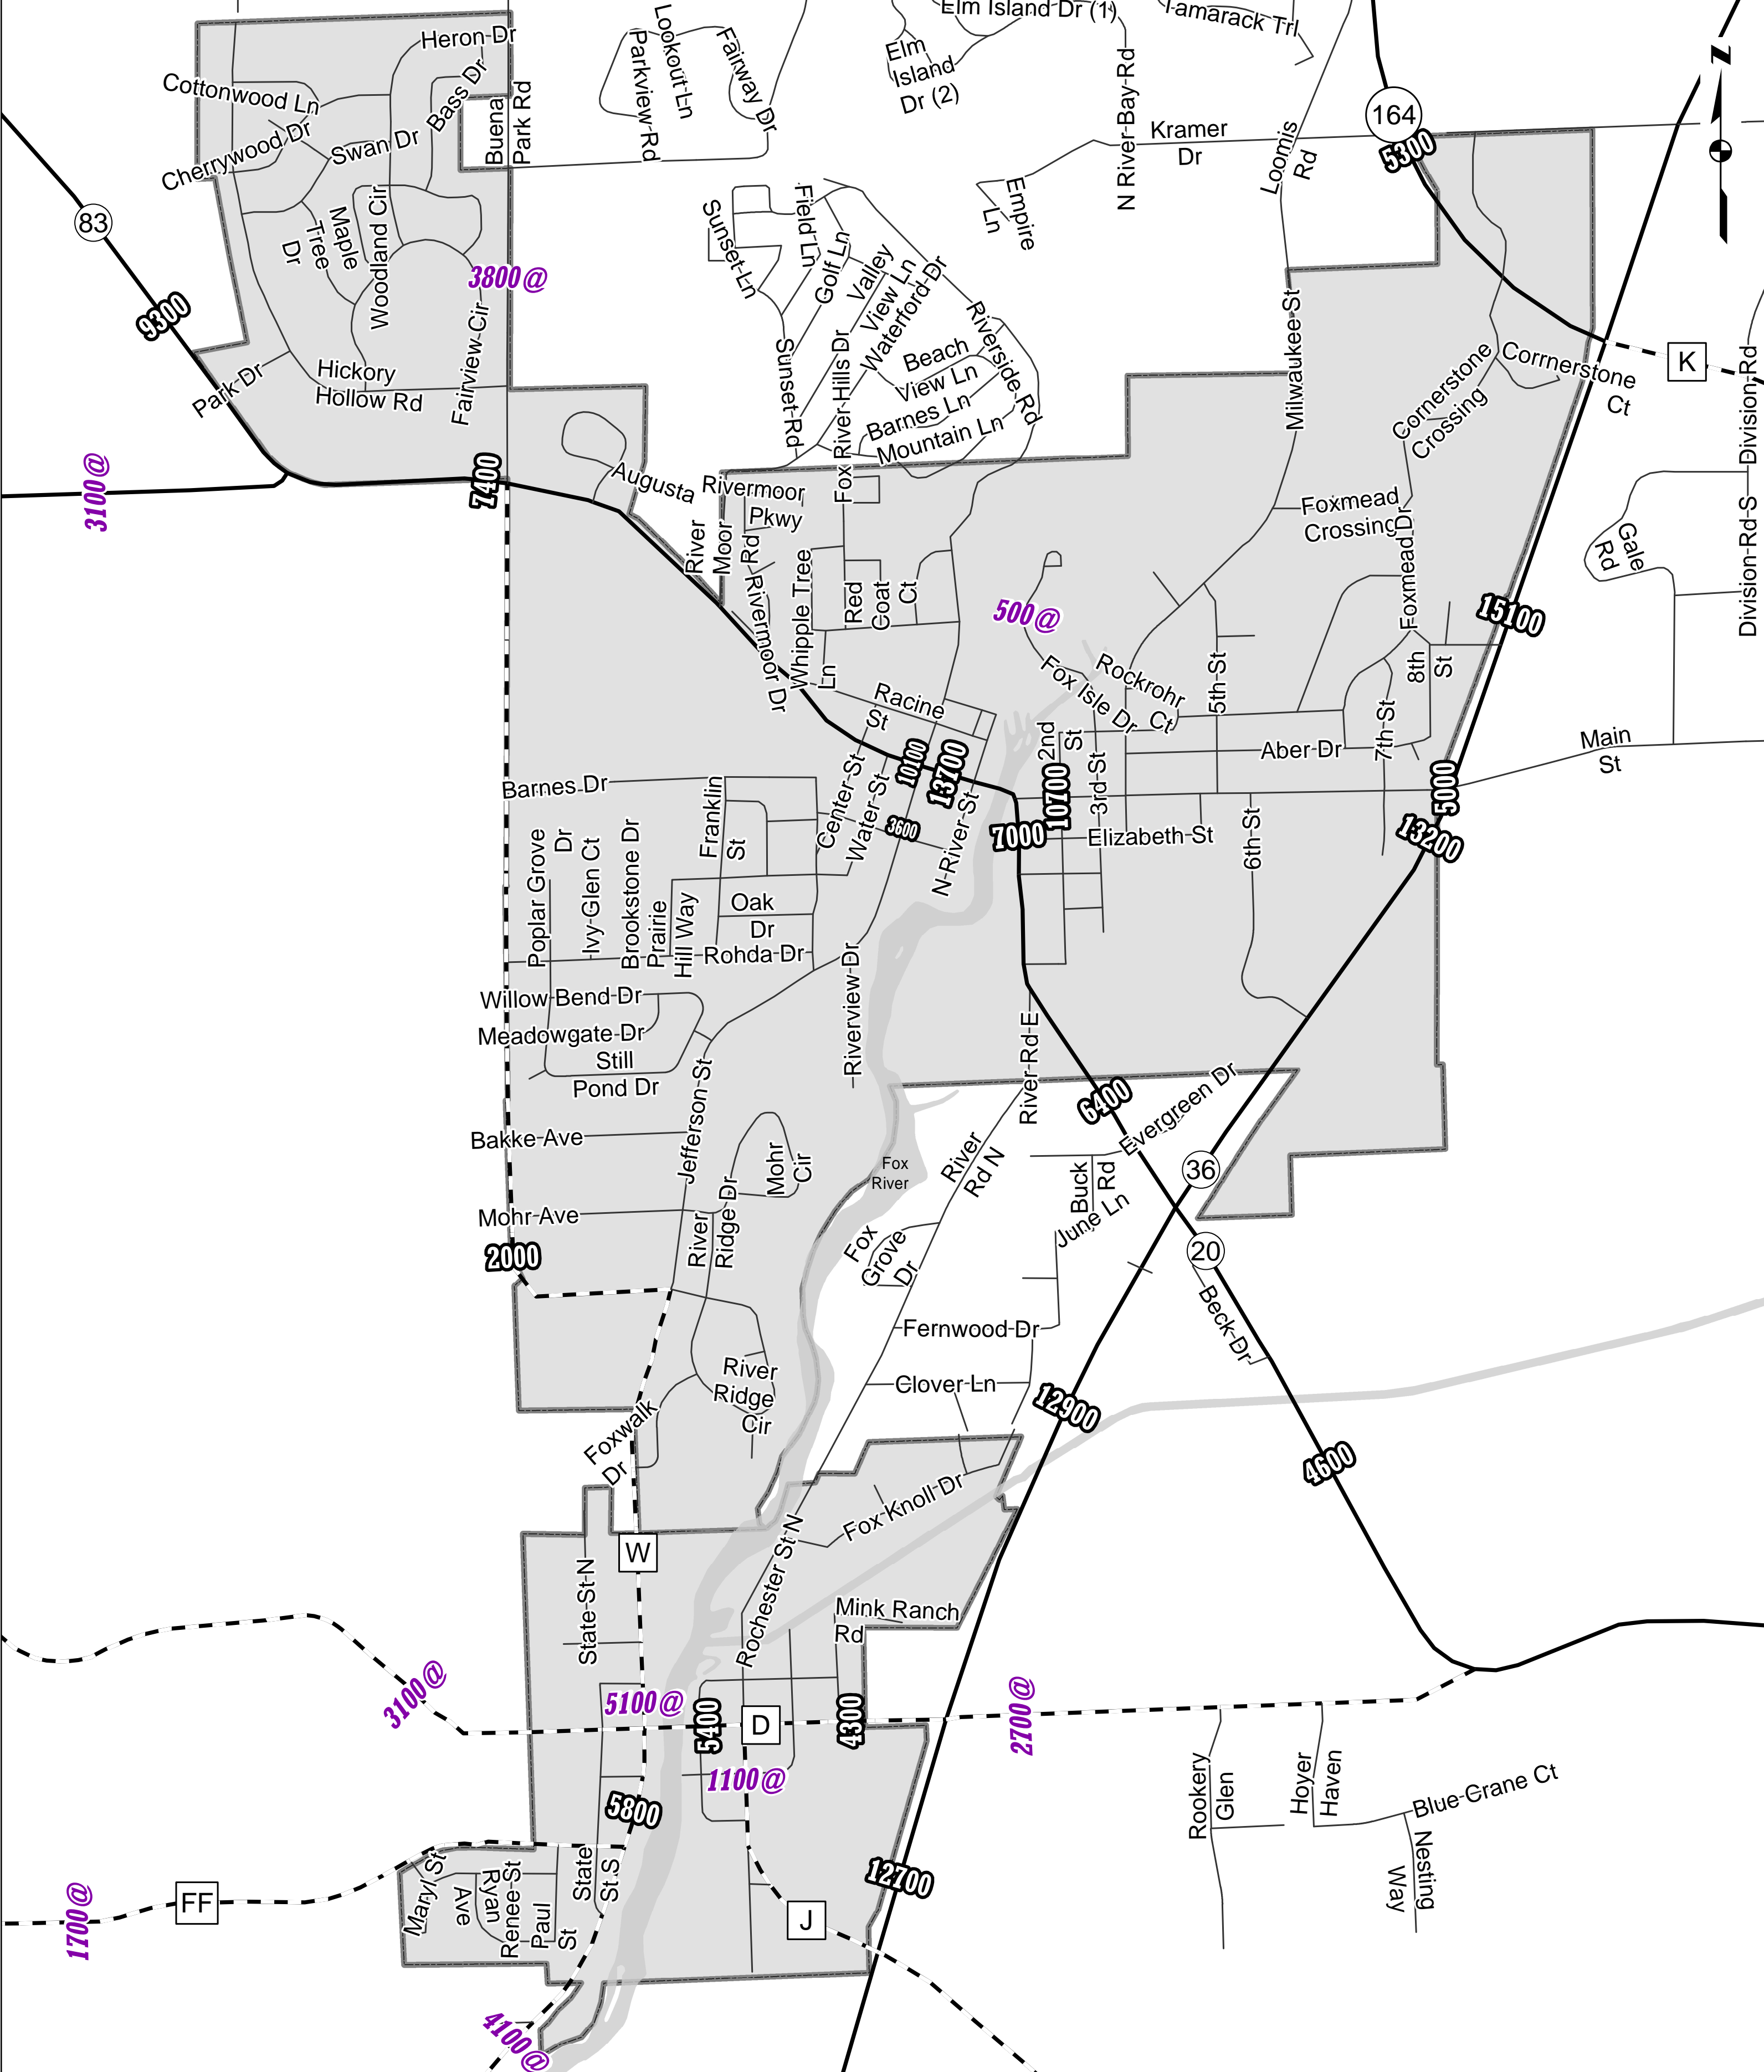 Elm Island Dr (1)
Tamarack Trl
Heron Dr
Lookout Ln
Parkview Rd
Fairway Dr
Elm
Island
Dr (2)
N River Bay Rd
Z
Cottonwood Ln
Bass Dr
Buena
Park Rd
164
5300
Kramer
Dr
Loomis
Rd
Cherrywood Dr
Swan Dr
83
Maple
Tree
Dr
Woodland Cir
Sunset Ln
Field Ln
Golf Ln
Valley
View Ln
Waterford Dr
Empire
Ln
3800@
9300
Fairview Cir
Riverside Rd
Milwaukee St
Park Dr
Hickory
Hollow Rd
Sunset Rd
Fox River Hills Dr
Beach
View Ln
Barnes Ln
Mountain Ln
Cornerstone
Crossing
Corrnerstone
Ct
K
Division Rd
3100@
7400
Augusta
Rivermoor
Pkwy
River
Moor
Rd
Foxmead
Crossing
Foxmead Dr
Gale
Rd
Division Rd S
Rivermoor Dr
Whipple Tree
Ln
Red
Coat
Ct
500@
15100
Fox Isle Dr
Rockrohr
Ct
5th St
8th
St
7th St
Racine
St
10100
13700
2nd
St
3rd St
Aber Dr
Main
St
Barnes Dr
Franklin
St
Center St
Water St
3600
N River St
7000
10700
Elizabeth St
6th St
5000
13200
Poplar Grove
Dr
Ivy Glen Ct
Brookstone Dr
Prairie
Hill Way
Oak
Dr
Rohda Dr
Willow Bend Dr
Meadowgate Dr
Still
Pond Dr
Riverview Dr
River Rd E
Jefferson St
Bakke Ave
Mohr
Cir
Fox
River
River
Rd N
6400
Evergreen Dr
Buck
Rd
June Ln
36
20
Mohr Ave
River
Ridge Dr
2000
Fox
Grove
Dr
Beck Dr
Fernwood Dr
River
Ridge
Cir
Clover Ln
12900
Foxwalk
Dr
4600
Fox Knoll Dr
W
State St N
Rochester St N
Mink Ranch
Rd
3100@
5100@
5400
D
4300
2700@
1100@
Rookery
Glen
Hoyer
Haven
Blue Crane Ct
Nesting
Way
5800
12700
1700@
FF
Mary St
Ryan
Ave
Renee St
Paul
St
State
St S
J
4100@